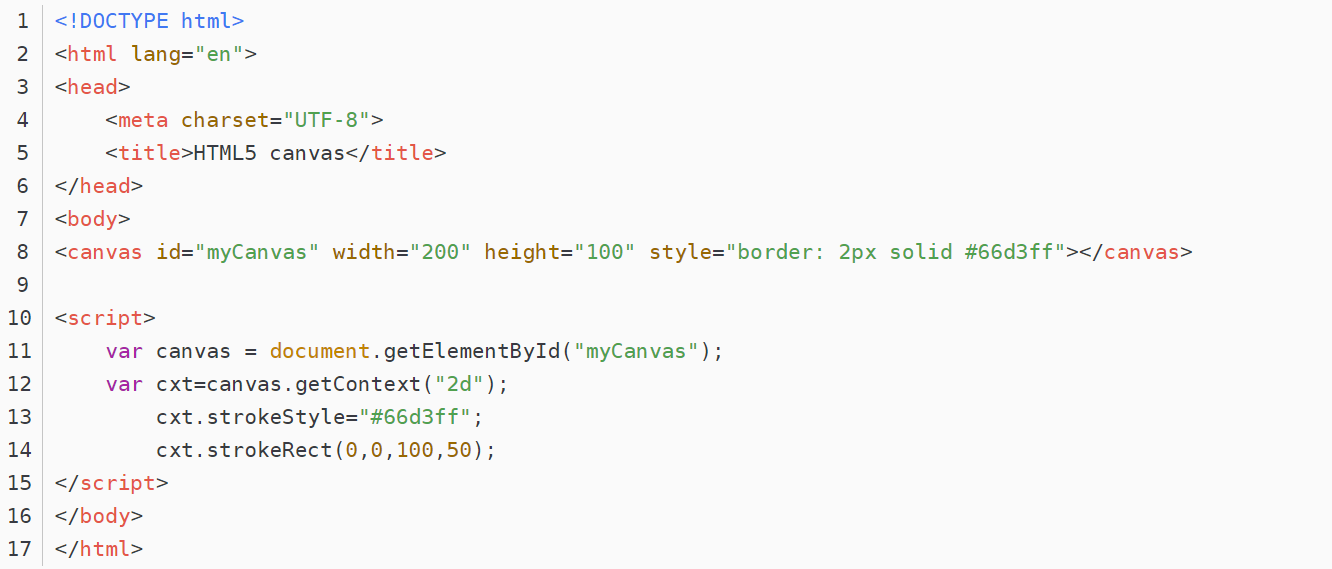 1 <!DOCTYPE html>
2 <html lang="en">
3 <head>
4     <meta charset="UTF-8">
5     <title>HTML5 canvas</title>
6 </head>
7 <body>
8 <canvas id="myCanvas" width="200" height="100" style="border: 2px solid #66d3ff"></canvas>
9
10 <script>
11     var canvas = document.getElementById("myCanvas");
12     var cxt=canvas.getContext("2d");
13         cxt.strokeStyle="#66d3ff";
14         cxt.strokeRect(0,0,100,50);
15 </script>
16 </body>
17 </html>